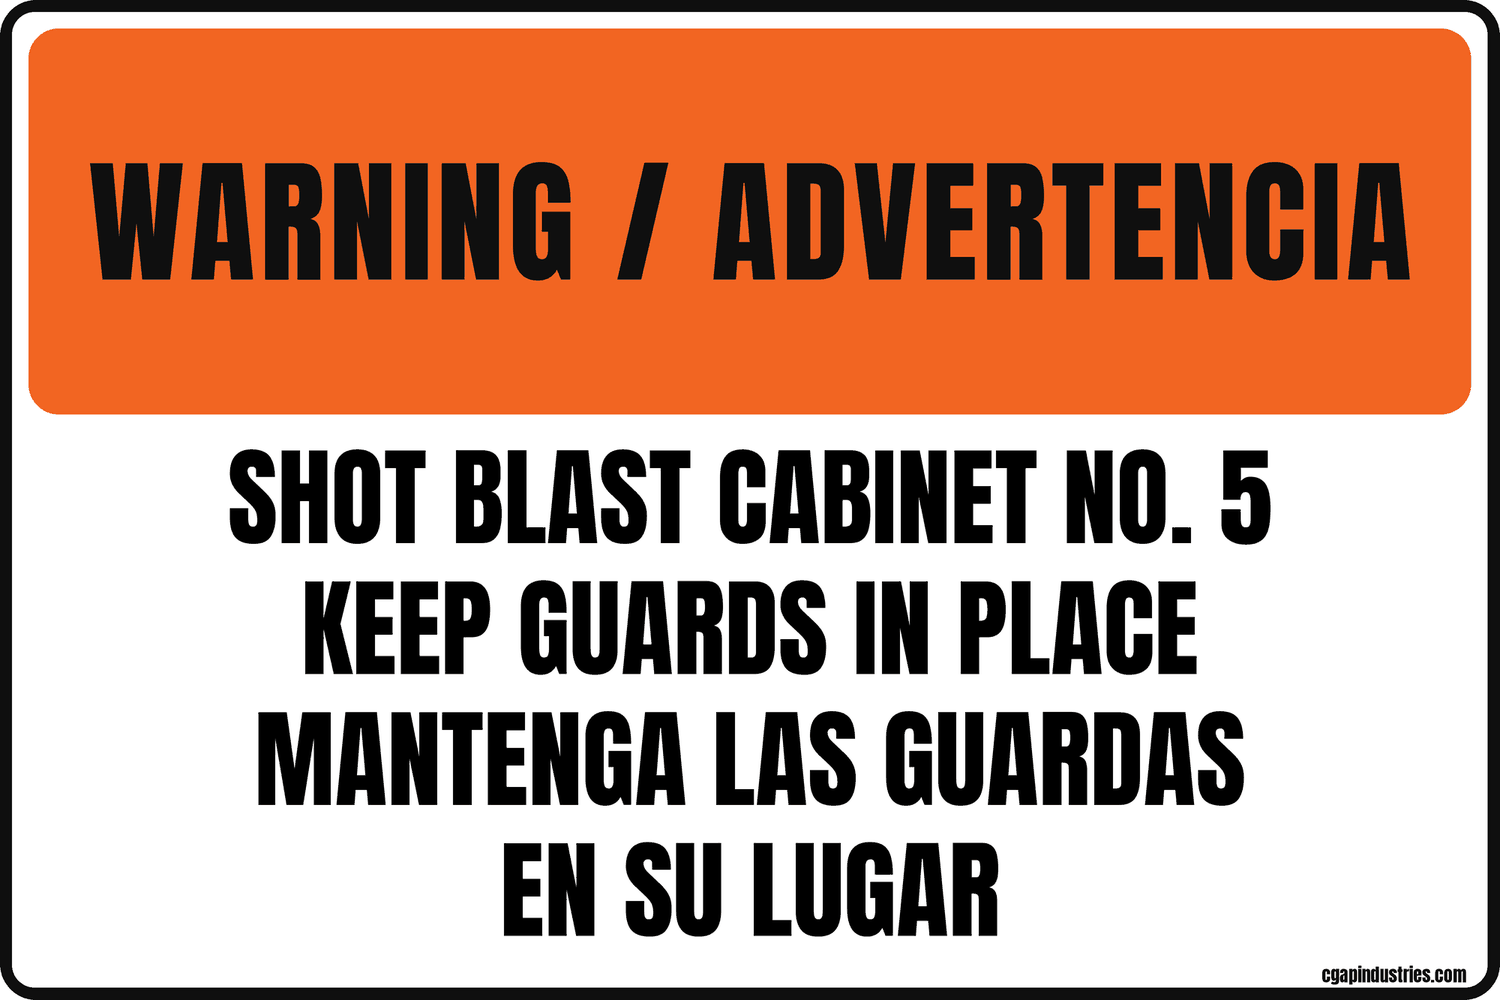 WARNING / ADVERTENCIA
SHOT BLAST CABINET NO. 5
KEEP GUARDS IN PLACE
MANTENGA LAS GUARDAS
EN SU LUGAR
cgapindustries.com